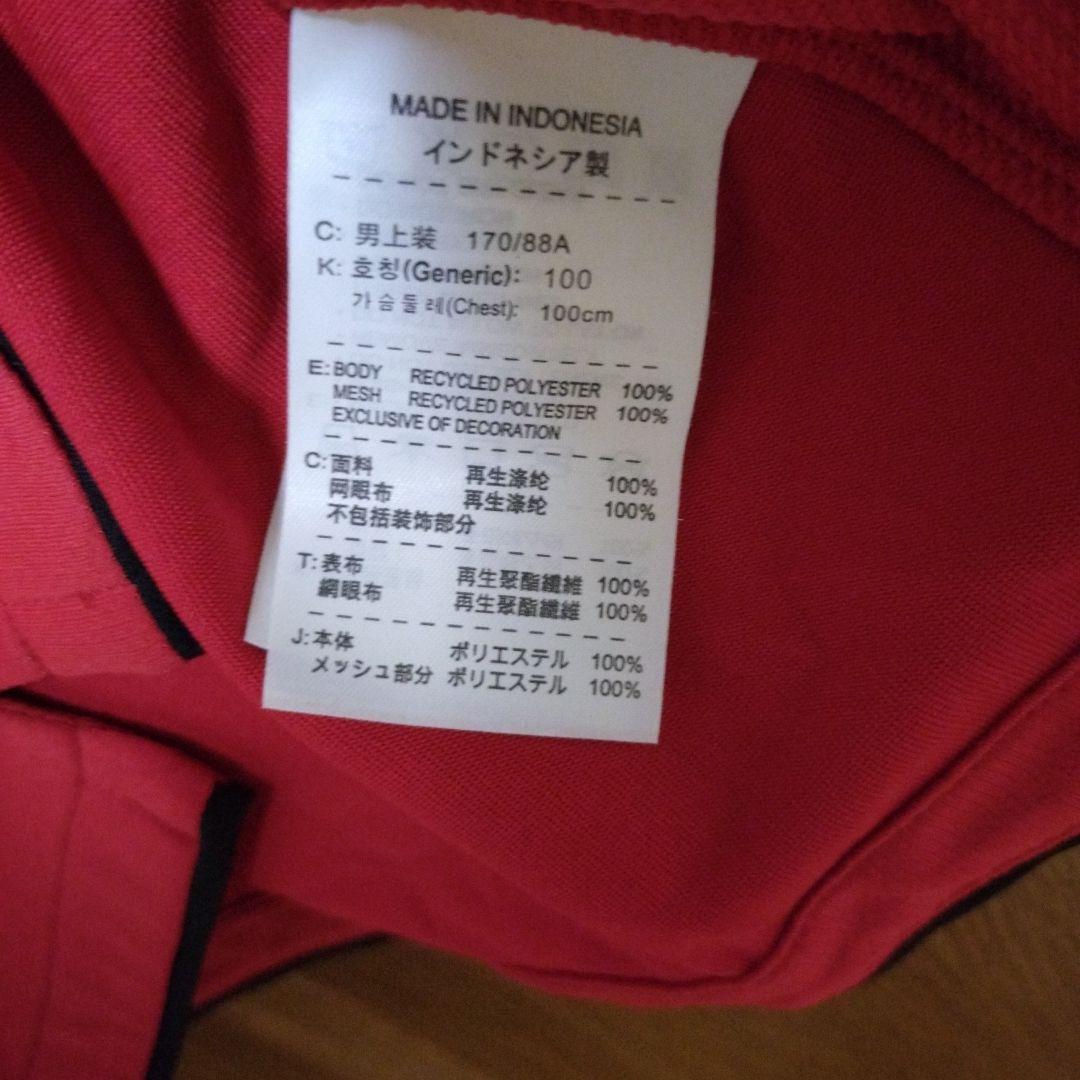 MADE IN INDONESIA
インドネシア製
C: 男上装 170/88A
K: 호칭(Generic): 100
가슴둘레(Chest): 100cm
E: BODY RECYCLED POLYESTER 100%
MESH RECYCLED POLYESTER 100%
EXCLUSIVE OF DECORATION
C: 面料 再生涤纶 100%
网眼布 再生涤纶 100%
不包括装饰部分
T: 表布 再生聚酯纖維 100%
網眼布 再生聚酯纖維 100%
J: 本体 ポリエステル 100%
メッシュ部分 ポリエステル 100%